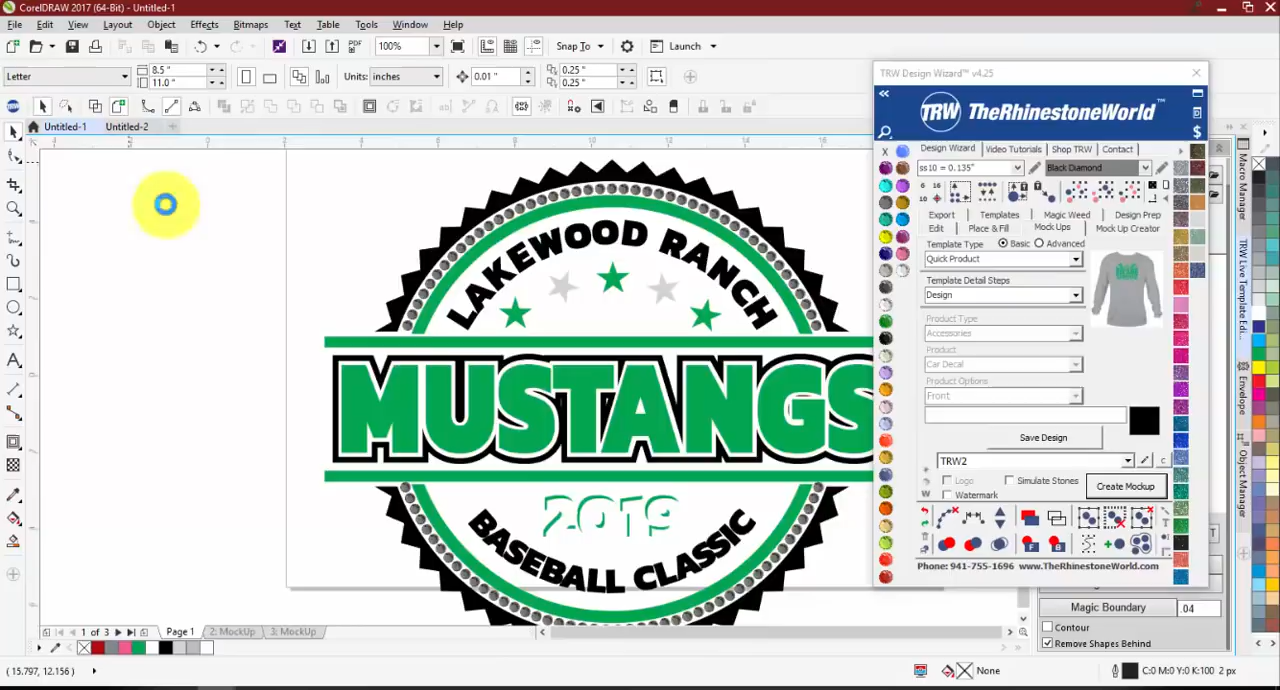 CorelDRAW 2017 (64-Bit) - Untitled-1
File Edit View Layout Object Effects Bitmaps Text Table Tools Window Help
PDF 100% Snap To Launch
Letter 8.5 " 11.0 " Units: inches 0.01 " 0.25 " 0.25 "
Untitled-1 Untitled-2
LAKEWOOD RANCH
MUSTANGS
2019
BASEBALL CLASSIC
TRW Design Wizard™ v4.25
TRW TheRhinestoneWorld™
Design Wizard Video Tutorials Shop TRW Contact
ss10 = 0.135" Black Diamond
Export Templates Magic Weed Design Prep
Edit Place & Fill Mock Ups Mock Up Creator
Template Type Basic Advanced
Quick Product
Template Detail Steps
Design
Product Type
Accessories
Product
Car Decal
Product Options
Front
Save Design
TRW2
Logo Simulate Stones Create Mockup
Watermark
Phone: 941-755-1696 www.TheRhinestoneWorld.com
Magic Boundary .04
Contour
Remove Shapes Behind
Macro Manager
TRW Live Template Edi...
Envelope
Object Manager
1 of 3 Page 1 2: MockUp 3: MockUp
(15.797, 12.156) None C:0 M:0 Y:0 K:100 2 px